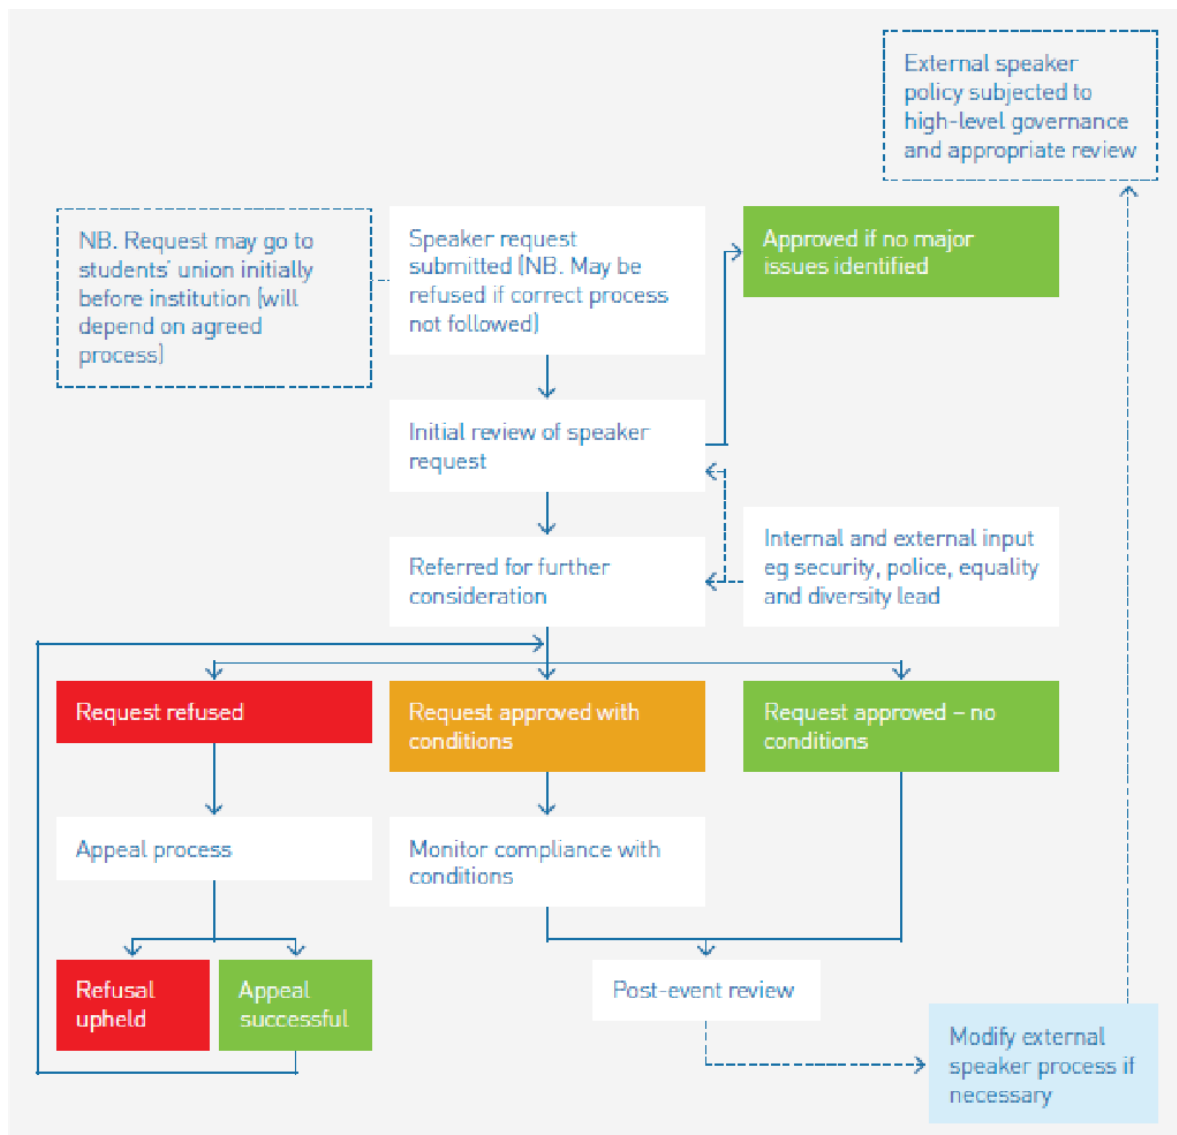 External speaker
policy subjected to
high-level governance
and appropriate review
NB. Request may go to
students' union initially
before institution (will
depend on agreed
process)
Speaker request
submitted (NB. May be
refused if correct process
not followed)
Approved if no major
issues identified
Initial review of speaker
request
Referred for further
consideration
Internal and external input
eg security, police, equality
and diversity lead
Request refused
Request approved with
conditions
Request approved – no
conditions
Appeal process
Monitor compliance with
conditions
Refusal
upheld
Appeal
successful
Post-event review
Modify external
speaker process if
necessary